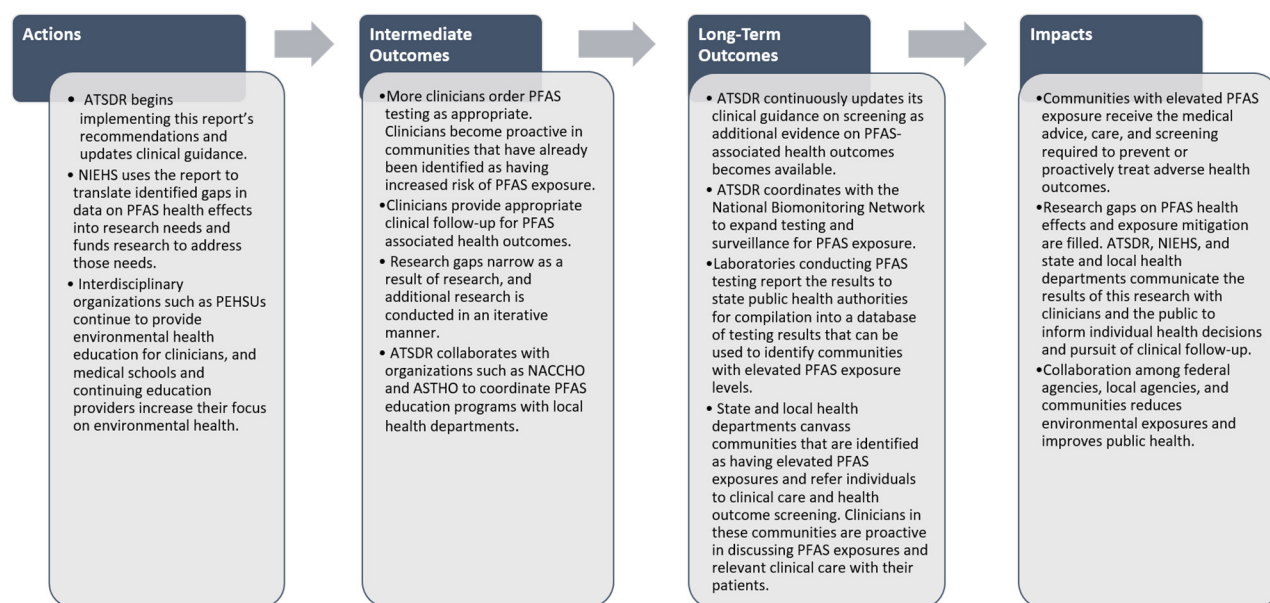 Actions
• ATSDR begins
implementing this report's
recommendations and
updates clinical guidance.
• NIEHS uses the report to
translate identified gaps in
data on PFAS health effects
into research needs and
funds research to address
those needs.
• Interdisciplinary
organizations such as PEHSUs
continue to provide
environmental health
education for clinicians, and
medical schools and
continuing education
providers increase their focus
on environmental health.
Intermediate
Outcomes
•More clinicians order PFAS
testing as appropriate.
Clinicians become proactive in
communities that have already
been identified as having
increased risk of PFAS exposure.
•Clinicians provide appropriate
clinical follow-up for PFAS
associated health outcomes.
• Research gaps narrow as a
result of research, and
additional research is
conducted in an iterative
manner.
• ATSDR collaborates with
organizations such as NACCHO
and ASTHO to coordinate PFAS
education programs with local
health departments.
Long-Term
Outcomes
• ATSDR continuously updates its
clinical guidance on screening as
additional evidence on PFAS-
associated health outcomes
becomes available.
• ATSDR coordinates with the
National Biomonitoring Network
to expand testing and
surveillance for PFAS exposure.
•Laboratories conducting PFAS
testing report the results to
state public health authorities
for compilation into a database
of testing results that can be
used to identify communities
with elevated PFAS exposure
levels.
• State and local health
departments canvass
communities that are identified
as having elevated PFAS
exposures and refer individuals
to clinical care and health
outcome screening. Clinicians in
these communities are proactive
in discussing PFAS exposures and
relevant clinical care with their
patients.
Impacts
•Communities with elevated PFAS
exposure receive the medical
advice, care, and screening
required to prevent or
proactively treat adverse health
outcomes.
•Research gaps on PFAS health
effects and exposure mitigation
are filled. ATSDR, NIEHS, and
state and local health
departments communicate the
results of this research with
clinicians and the public to
inform individual health decisions
and pursuit of clinical follow-up.
•Collaboration among federal
agencies, local agencies, and
communities reduces
environmental exposures and
improves public health.